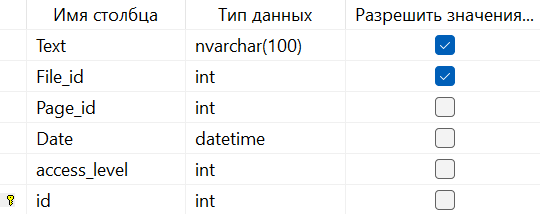 Имя столбца Тип данных Разрешить значения...
Text nvarchar(100)
File_id int
Page_id int
Date datetime
access_level int
id int